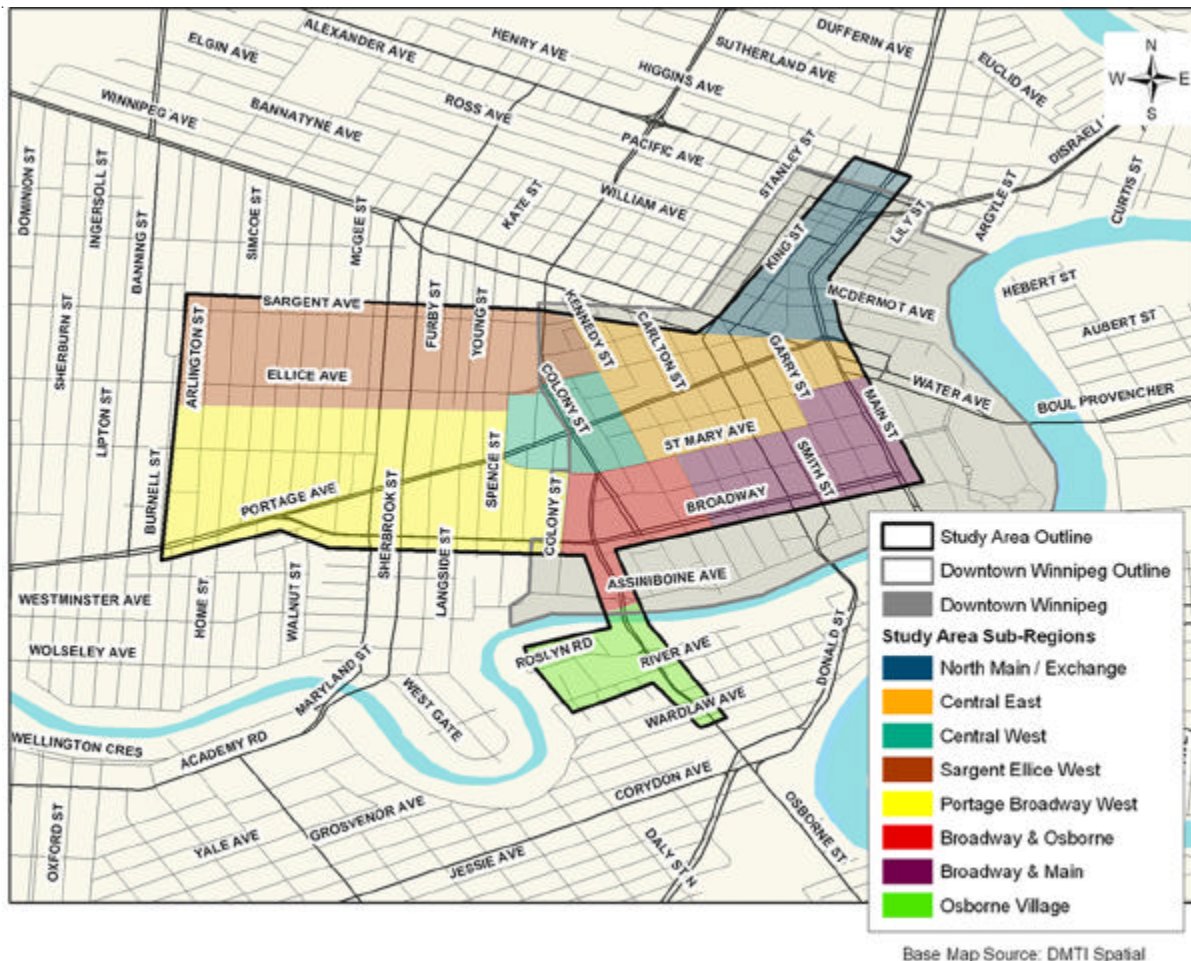 DUFFERIN AVE
ALEXANDER AVE
HENRY AVE
ELGIN AVE
SUTHERLAND AVE
EUCLID AVE
HIGGINS AVE
N
W
E
S
ROSS AVE
BANNATYNE AVE
WINNIPEG AVE
PACIFIC AVE
STANLEY ST
DISRAELI
DOMINION ST
INGERSOLL ST
SIMCOE ST
MCGEE ST
KATE ST
WILLIAM AVE
KING ST
LILY ST
ARGYLE ST
CURTIS ST
BANNING ST
SHERBURN ST
SARGENT AVE
FURBY ST
YOUNG ST
KENNEDY ST
CARLTON ST
MCDERMOT AVE
HEBERT ST
AUBERT ST
ARLINGTON ST
ELLICE AVE
COLONY ST
GARRY ST
MAIN ST
WATER AVE
BOUL PROVENCHER
LIPTON ST
ST MARY AVE
SMITH ST
BURNELL ST
PORTAGE AVE
SHERBROOK ST
SPENCE ST
COLONY ST
BROADWAY
LANGSIDE ST
ASSINIBOINE AVE
WESTMINSTER AVE
HOME ST
WALNUT ST
WOLSELEY AVE
MARYLAND ST
WEST GATE
ROSLYN RD
RIVER AVE
DONALD ST
WARDLAW AVE
WELLINGTON CRES
ACADEMY RD
CORYDON AVE
OXFORD ST
YALE AVE
GROSVENOR AVE
JESSIE AVE
DALY ST N
OSBORNE ST
Study Area Outline
Downtown Winnipeg Outline
Downtown Winnipeg
Study Area Sub-Regions
North Main / Exchange
Central East
Central West
Sargent Ellice West
Portage Broadway West
Broadway & Osborne
Broadway & Main
Osborne Village
Base Map Source: DMTI Spatial